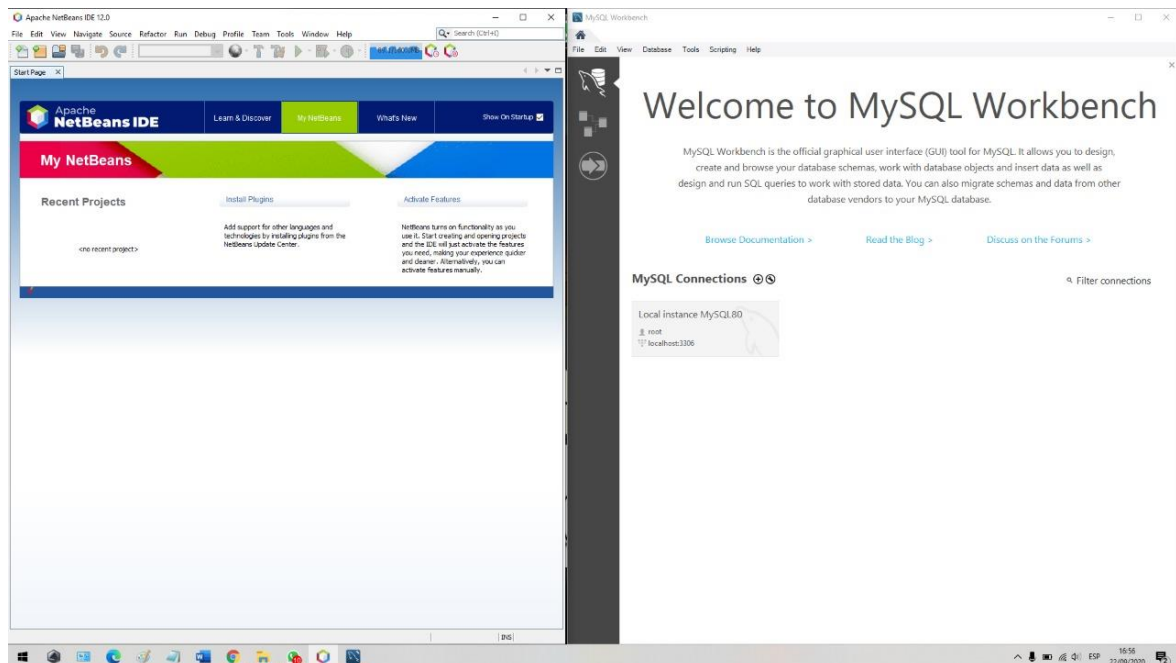 Apache NetBeans IDE 12.0
File Edit View Navigate Source Refactor Run Debug Profile Team Tools Window Help
Search (Ctrl+I)
Start Page
Apache
NetBeans IDE
Learn & Discover
My NetBeans
What's New
Show On Startup
My NetBeans
Recent Projects
<no recent project>
Install Plugins
Add support for other languages and
technologies by installing plugins from the
NetBeans Update Center.
Activate Features
NetBeans turns on functionality as you
use it. Start creating and opening projects
and the IDE will just activate the features
you need, making your experience quicker
and cleaner. Alternatively, you can
activate features manually.
INS
MySQL Workbench
File Edit View Database Tools Scripting Help
Welcome to MySQL Workbench
MySQL Workbench is the official graphical user interface (GUI) tool for MySQL. It allows you to design,
create and browse your database schemas, work with database objects and insert data as well as
design and run SQL queries to work with stored data. You can also migrate schemas and data from other
database vendors to your MySQL database.
Browse Documentation >
Read the Blog >
Discuss on the Forums >
MySQL Connections
Filter connections
Local instance MySQL80
root
localhost:3306
ESP
16:56
22/09/2020